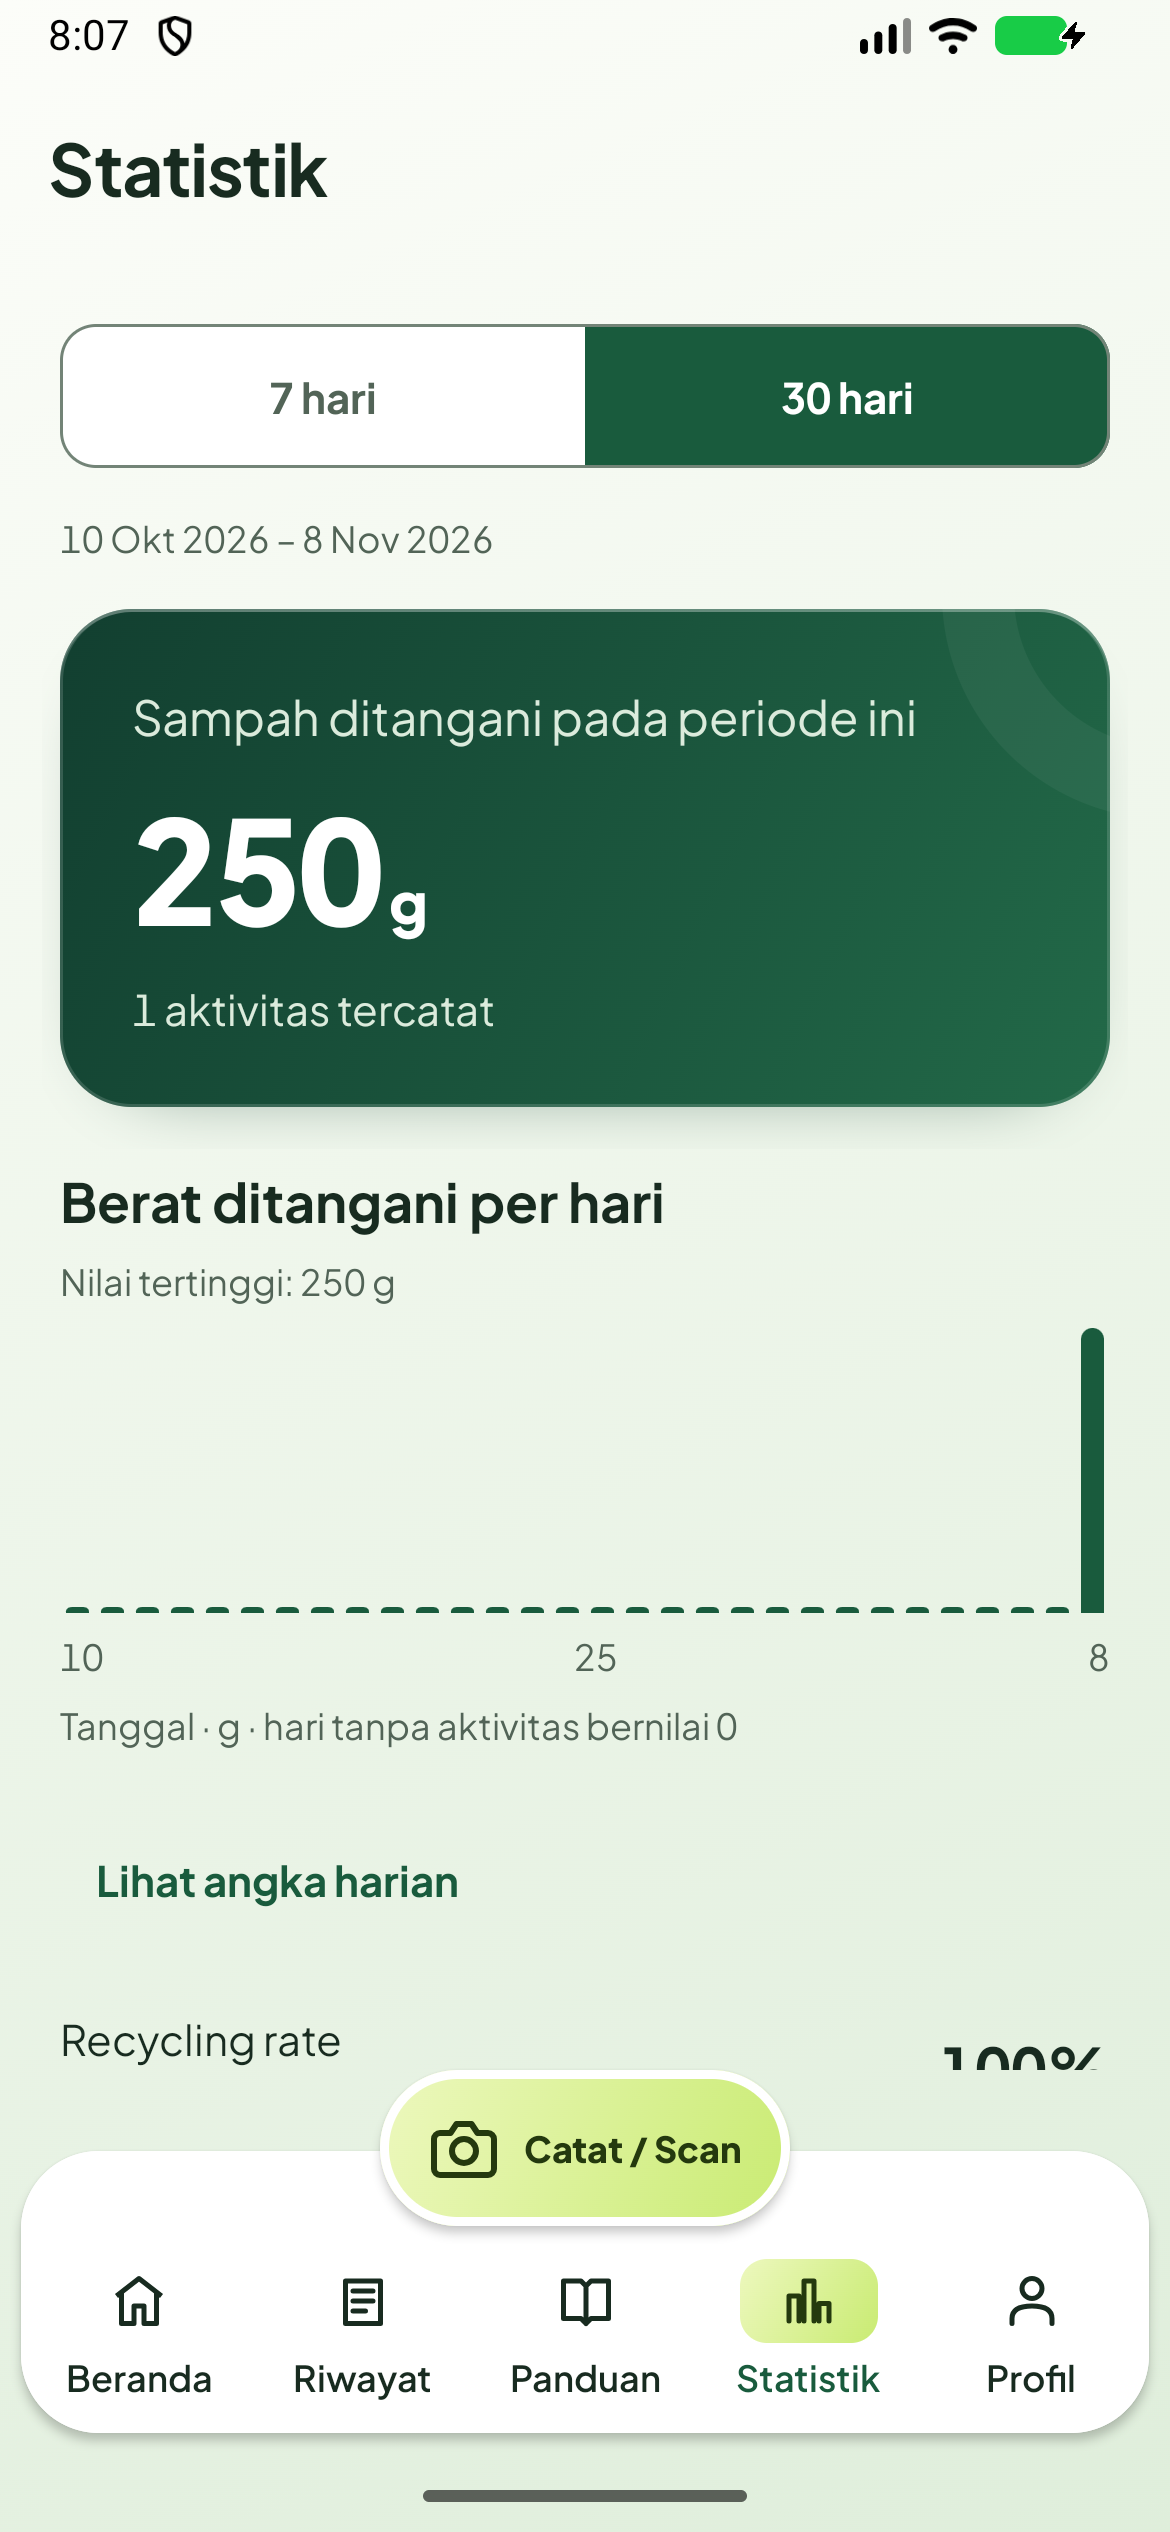 8:07
Statistik
7 hari
30 hari
10 Okt 2026 – 8 Nov 2026
Sampah ditangani pada periode ini
250 g
1 aktivitas tercatat
Berat ditangani per hari
Nilai tertinggi: 250 g
10 25 8
Tanggal · g · hari tanpa aktivitas bernilai 0
Lihat angka harian
Recycling rate
100%
Catat / Scan
Beranda Riwayat Panduan Statistik Profil